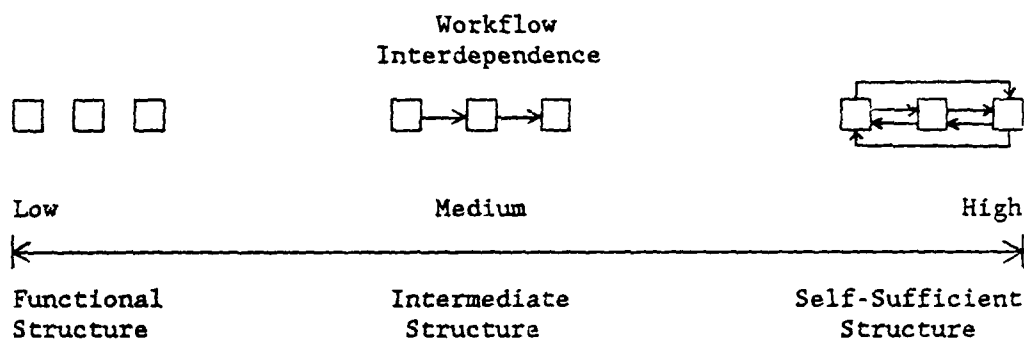 Workflow
Interdependence
Low Medium High
Functional Intermediate Self-Sufficient
Structure Structure Structure